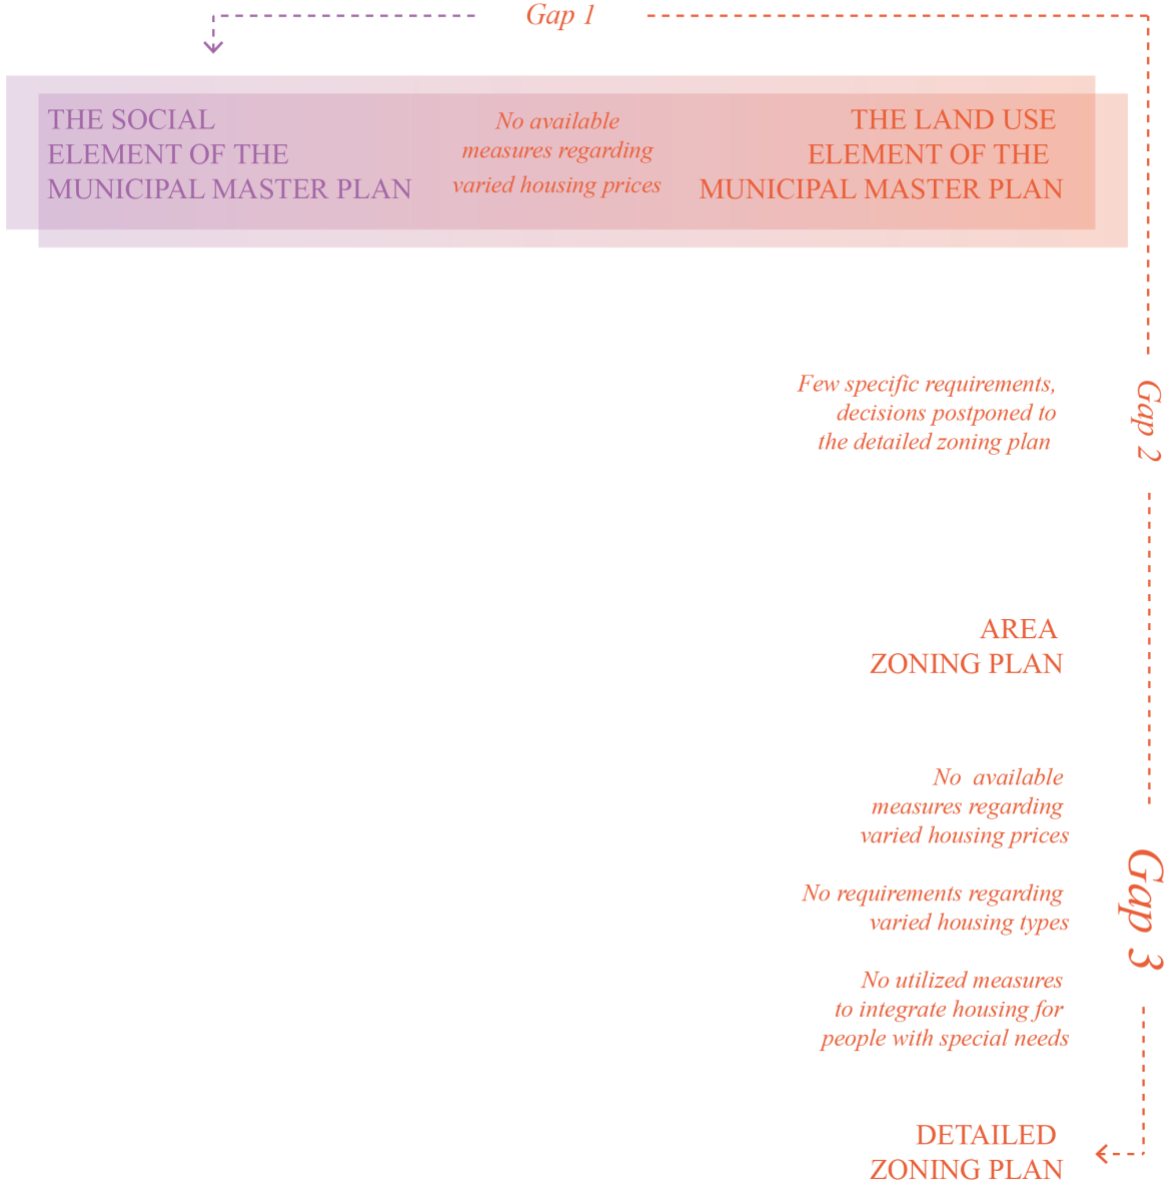 Gap 1
THE SOCIAL
ELEMENT OF THE
MUNICIPAL MASTER PLAN
No available
measures regarding
varied housing prices
THE LAND USE
ELEMENT OF THE
MUNICIPAL MASTER PLAN
Few specific requirements,
decisions postponed to
the detailed zoning plan
Gap 2
AREA
ZONING PLAN
No available
measures regarding
varied housing prices
No requirements regarding
varied housing types
No utilized measures
to integrate housing for
people with special needs
Gap 3
DETAILED
ZONING PLAN